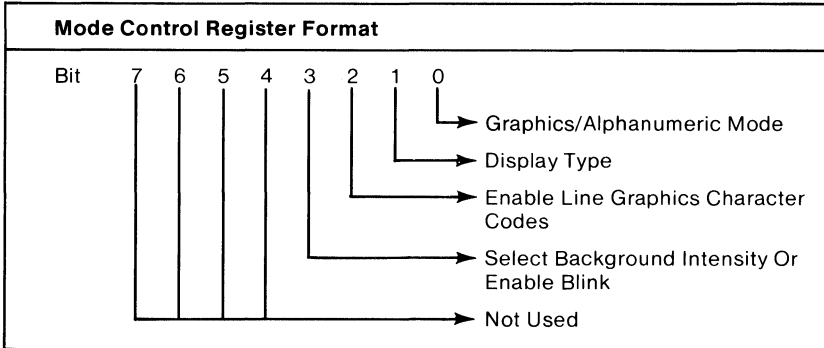 Mode Control Register Format
Bit 7 6 5 4 3 2 1 0
Graphics/Alphanumeric Mode
Display Type
Enable Line Graphics Character
Codes
Select Background Intensity Or
Enable Blink
Not Used